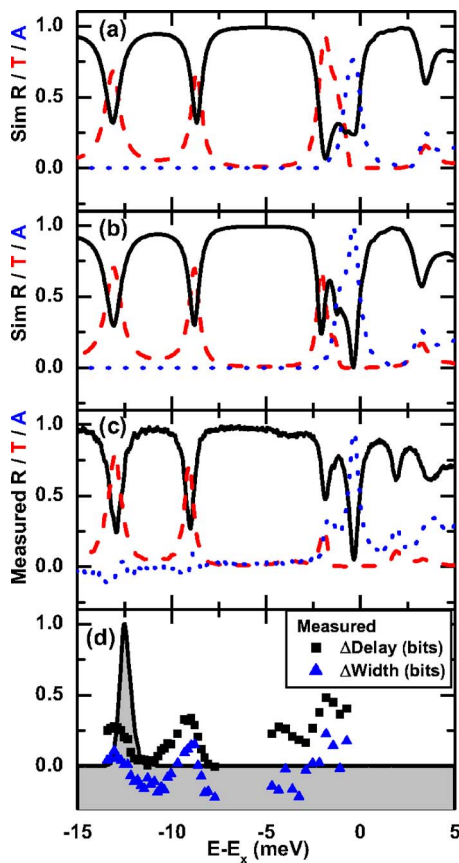 (a)
Sim R / T / A
1.0
0.5
0.0
(b)
Sim R / T / A
1.0
0.5
0.0
(c)
Measured R / T / A
1.0
0.5
0.0
(d)
Measured
ΔDelay (bits)
ΔWidth (bits)
1.0
0.5
0.0
-15 -10 -5 0 5
E-Eₓ (meV)